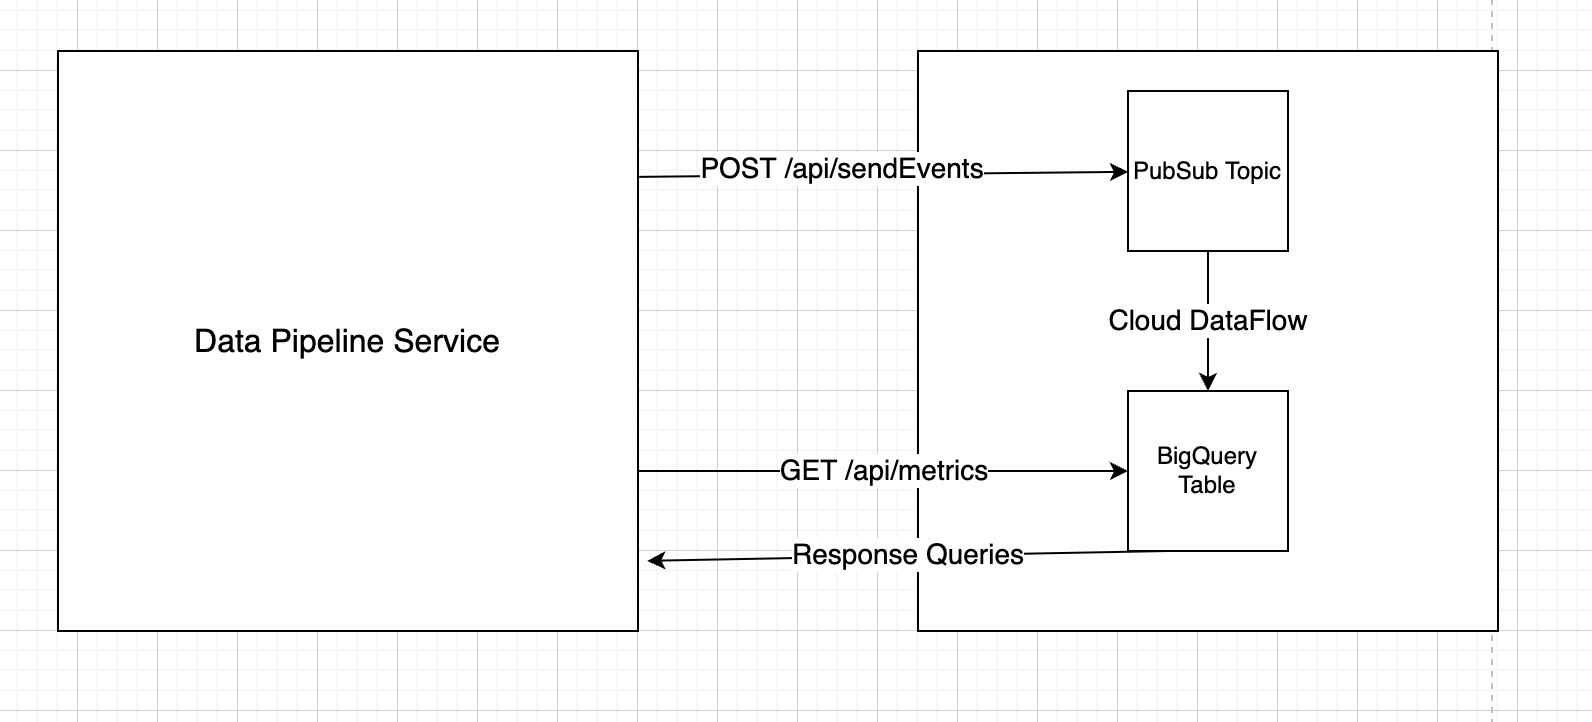 POST /api/sendEvents
PubSub Topic
Cloud DataFlow
Data Pipeline Service
GET /api/metrics
BigQuery
Table
Response Queries